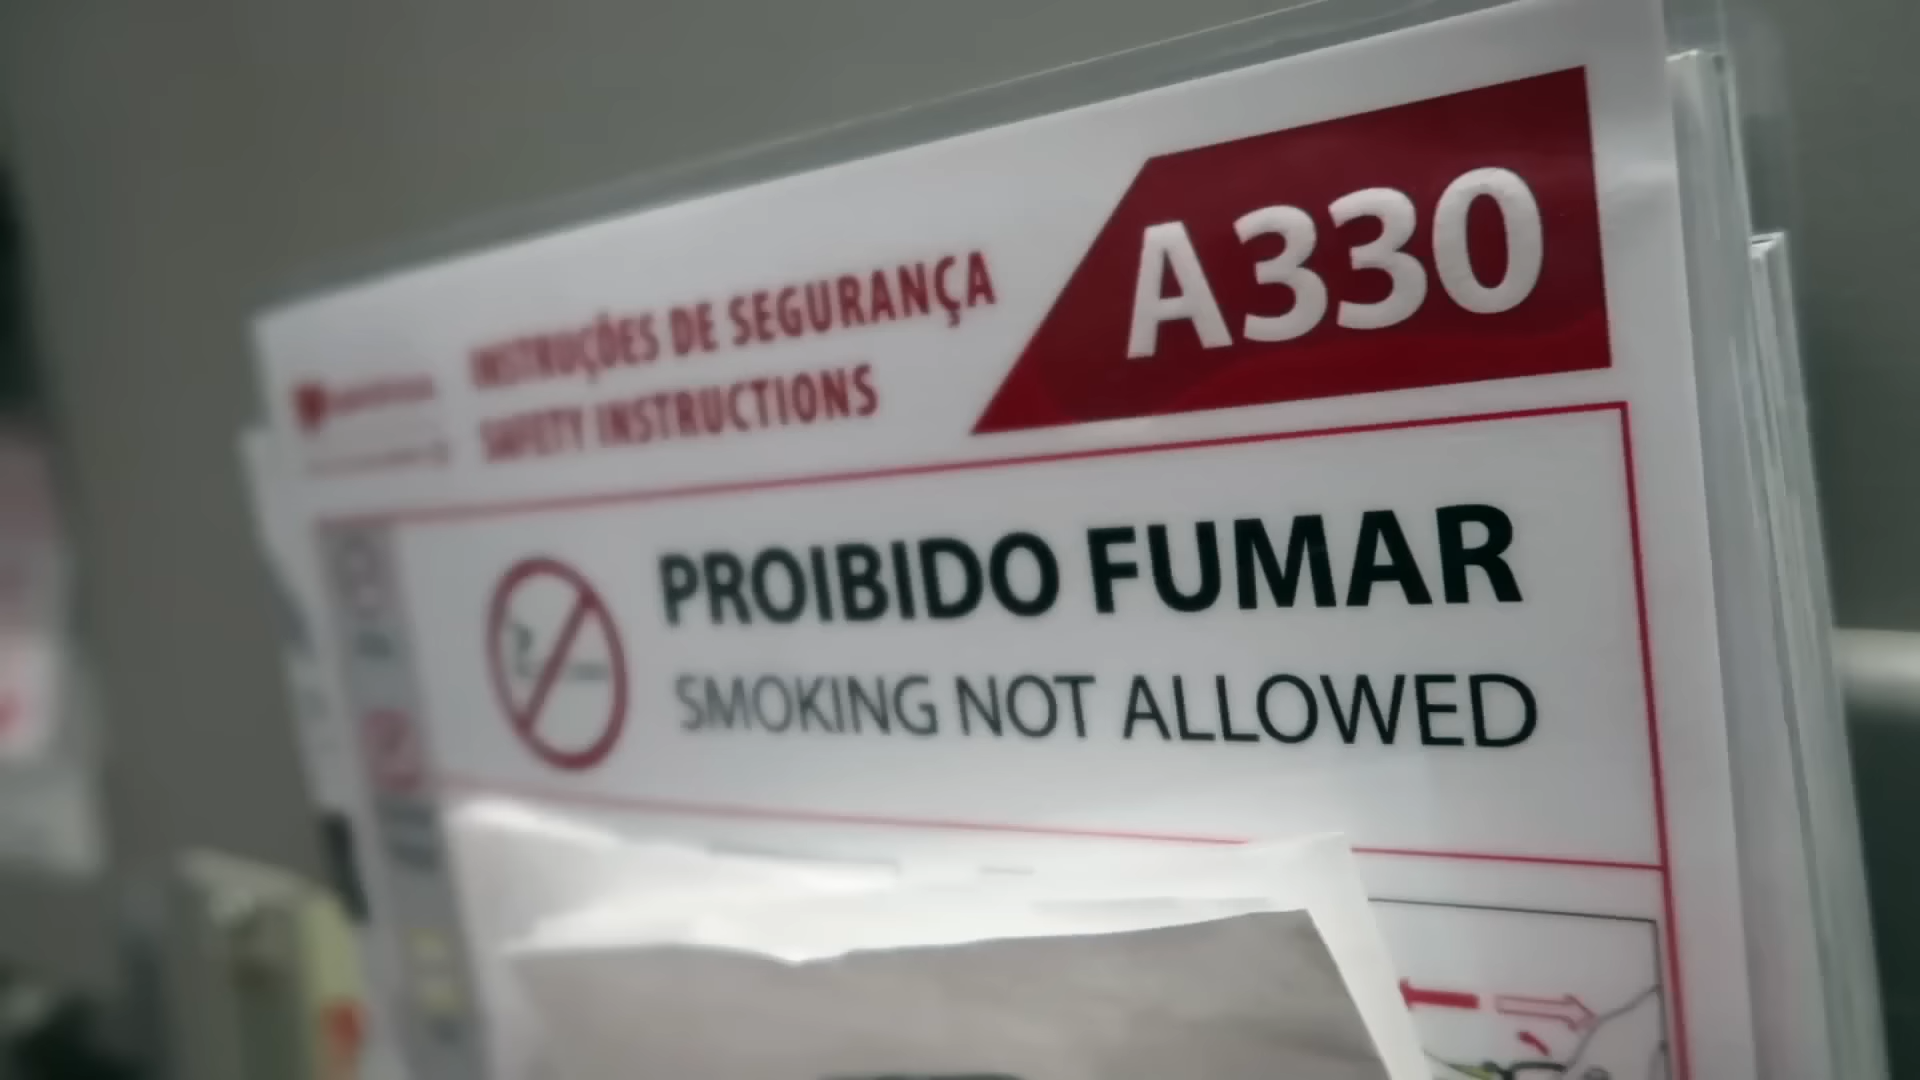 A330
INSTRUÇÕES DE SEGURANÇA
SAFETY INSTRUCTIONS
PROIBIDO FUMAR
SMOKING NOT ALLOWED